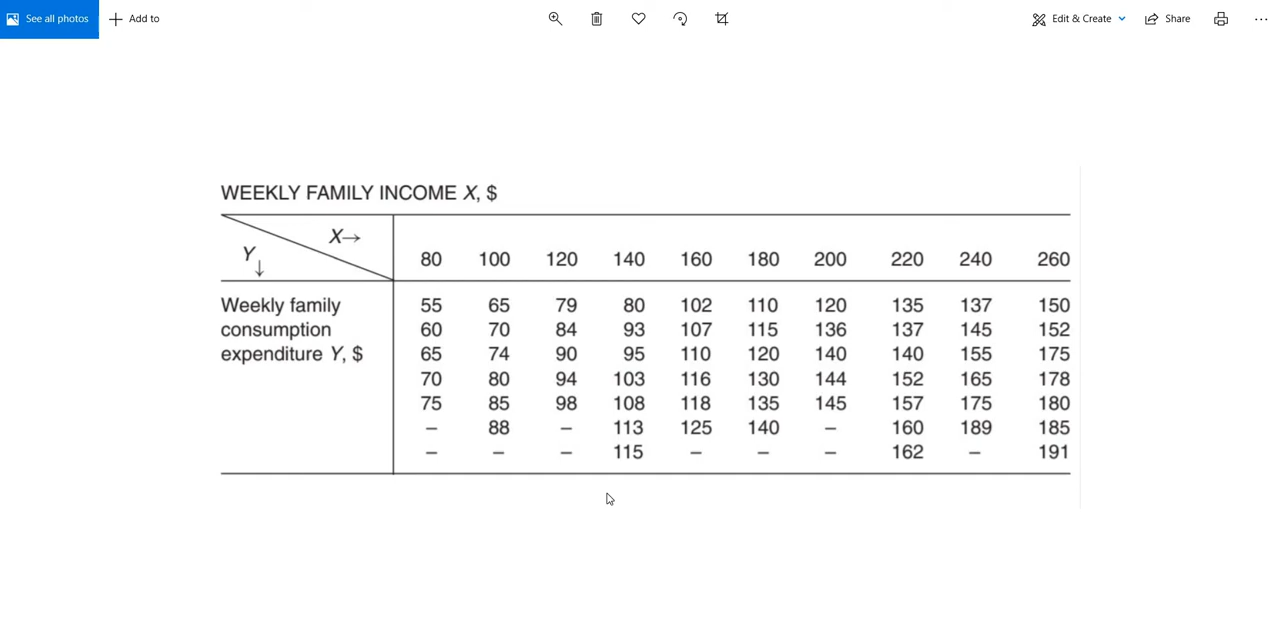 See all photos + Add to Edit & Create Share ...
WEEKLY FAMILY INCOME X, $
X→
Y↓
80 100 120 140 160 180 200 220 240 260
Weekly family 55 65 79 80 102 110 120 135 137 150
consumption 60 70 84 93 107 115 136 137 145 152
expenditure Y, $ 65 74 90 95 110 120 140 140 155 175
70 80 94 103 116 130 144 152 165 178
75 85 98 108 118 135 145 157 175 180
– 88 – 113 125 140 – 160 189 185
– – – 115 – – – 162 – 191